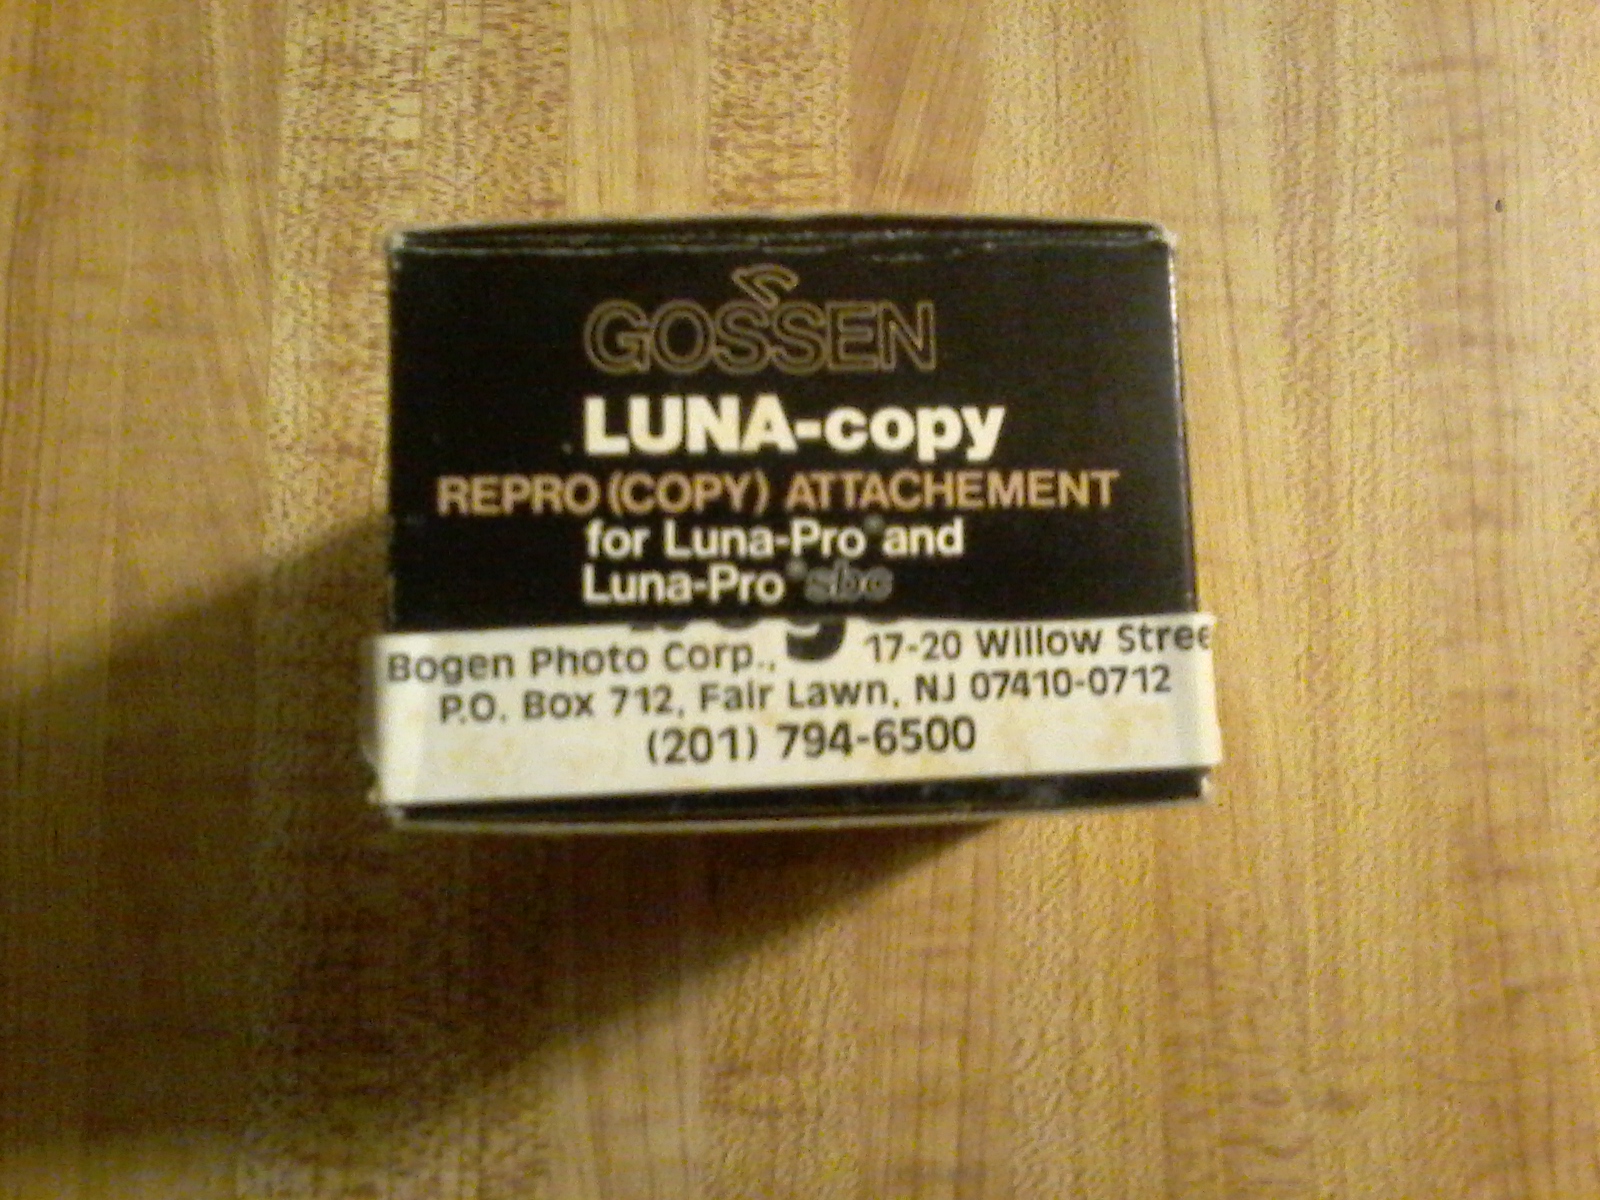 GOSSEN
LUNA-copy
REPRO (COPY) ATTACHEMENT
for Luna-Pro® and
Luna-Pro® sbc
Bogen Photo Corp., 17-20 Willow Stree
P.O. Box 712, Fair Lawn, NJ 07410-0712
(201) 794-6500